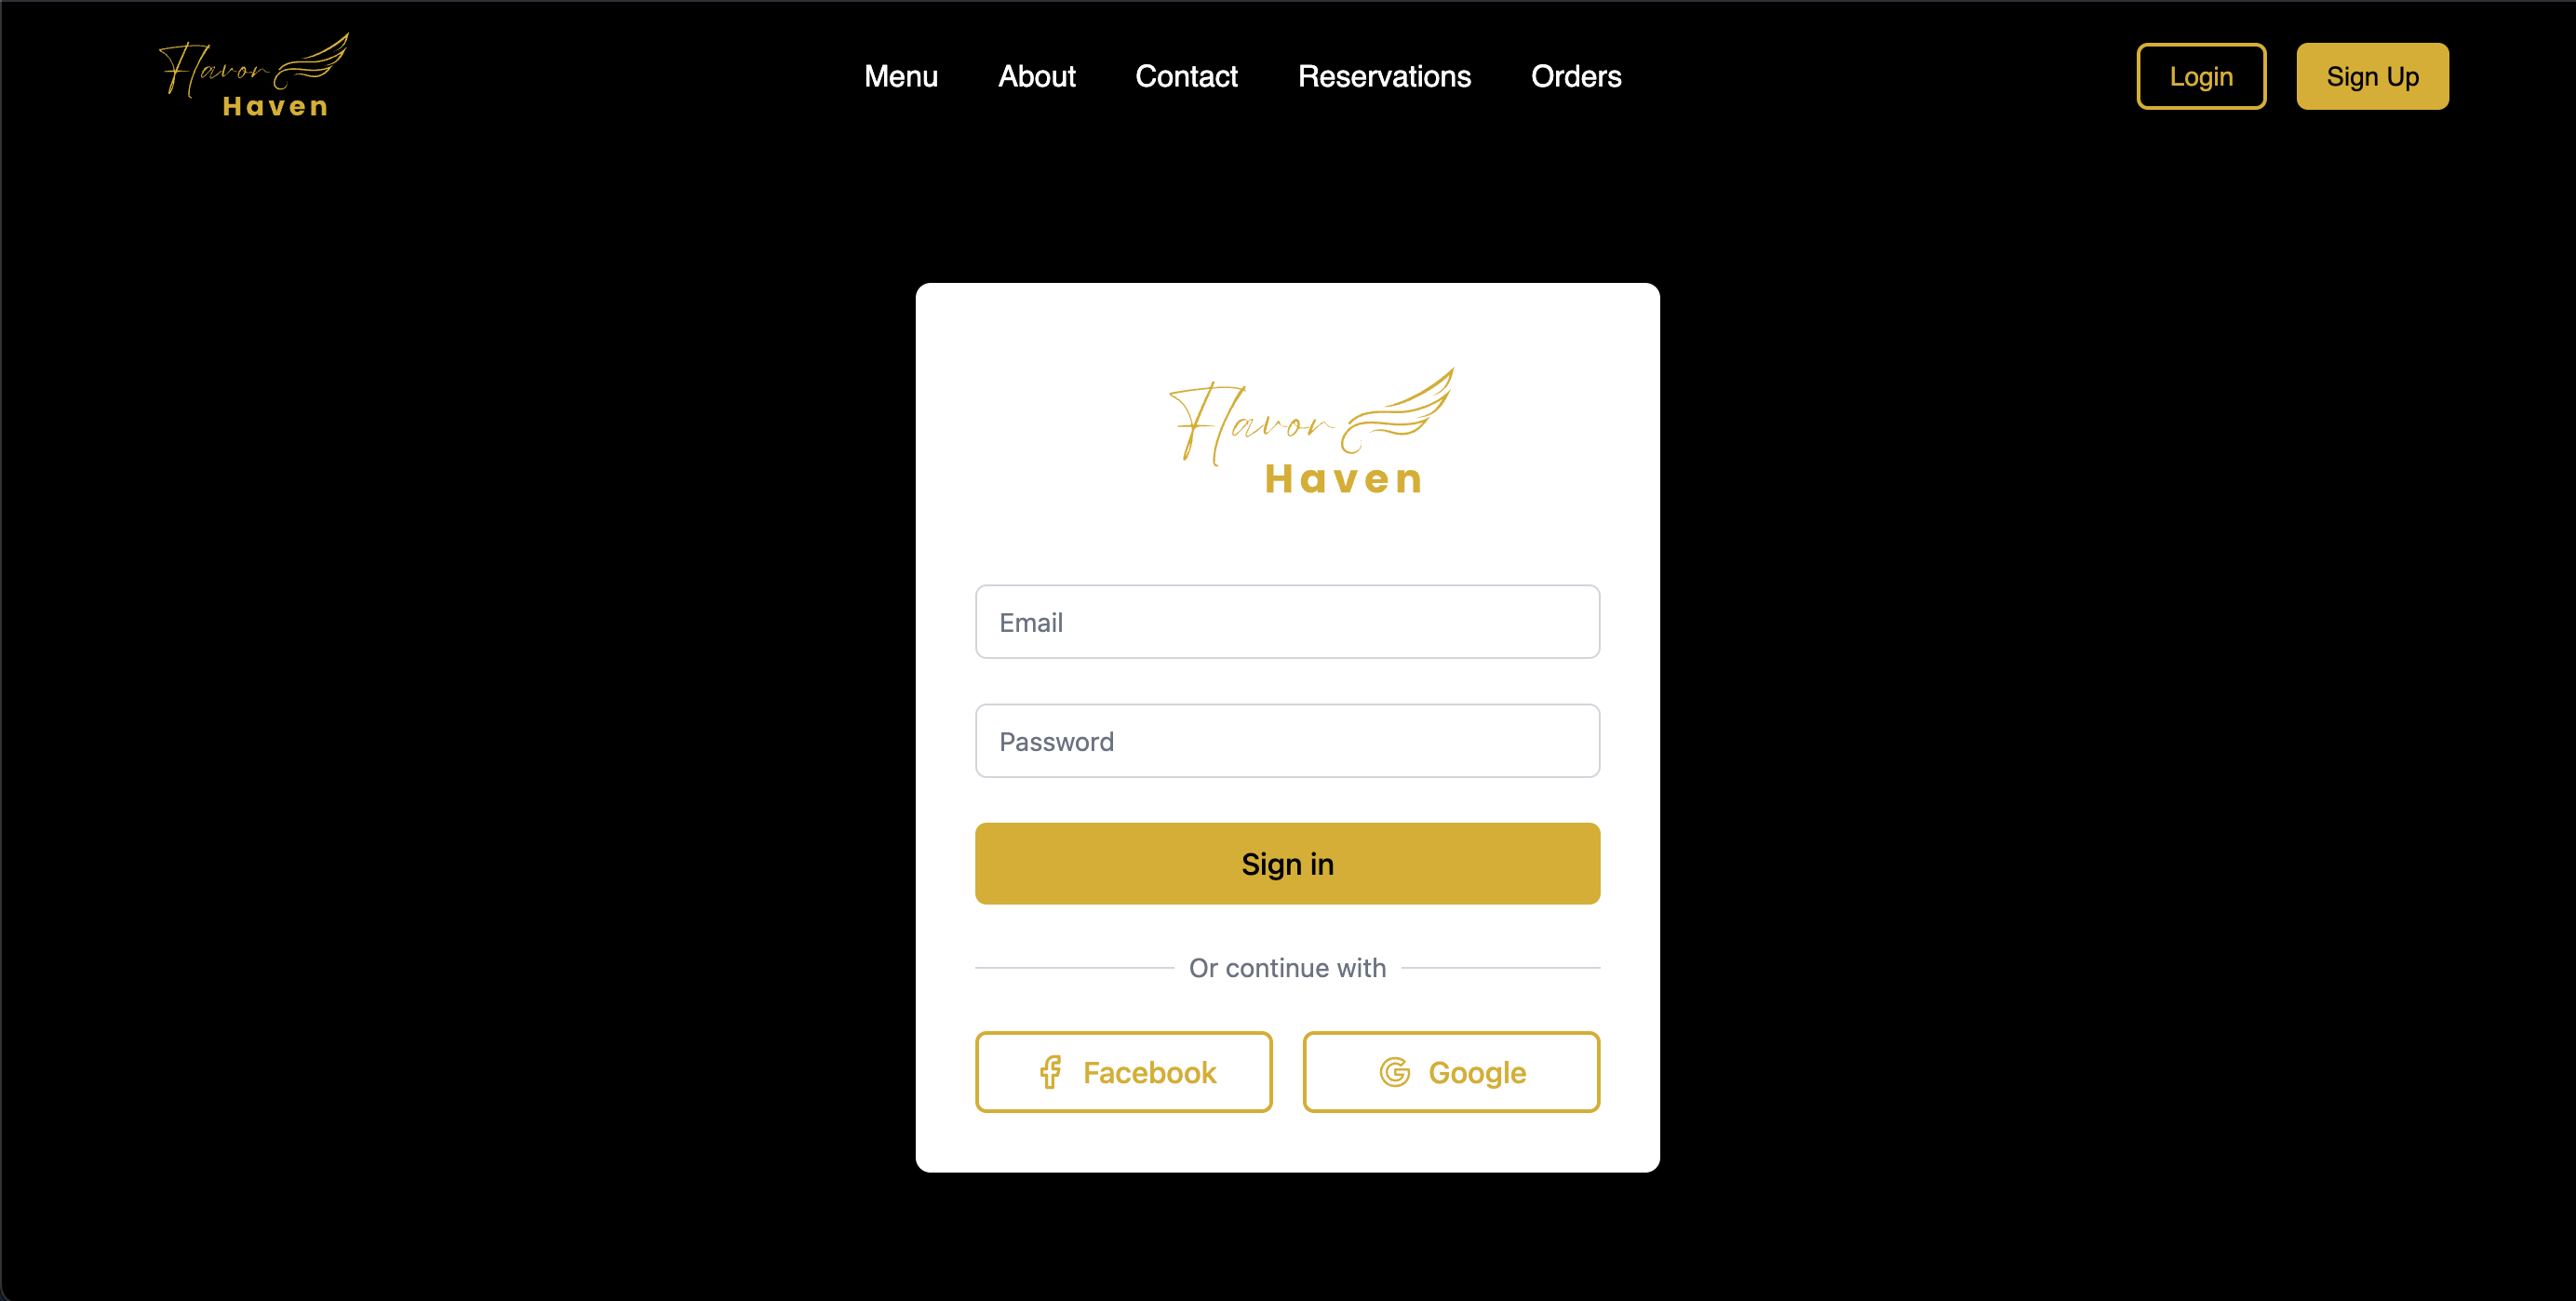 Flavor
Haven
Menu About Contact Reservations Orders
Login Sign Up
Flavor
Haven
Email
Password
Sign in
Or continue with
Facebook Google